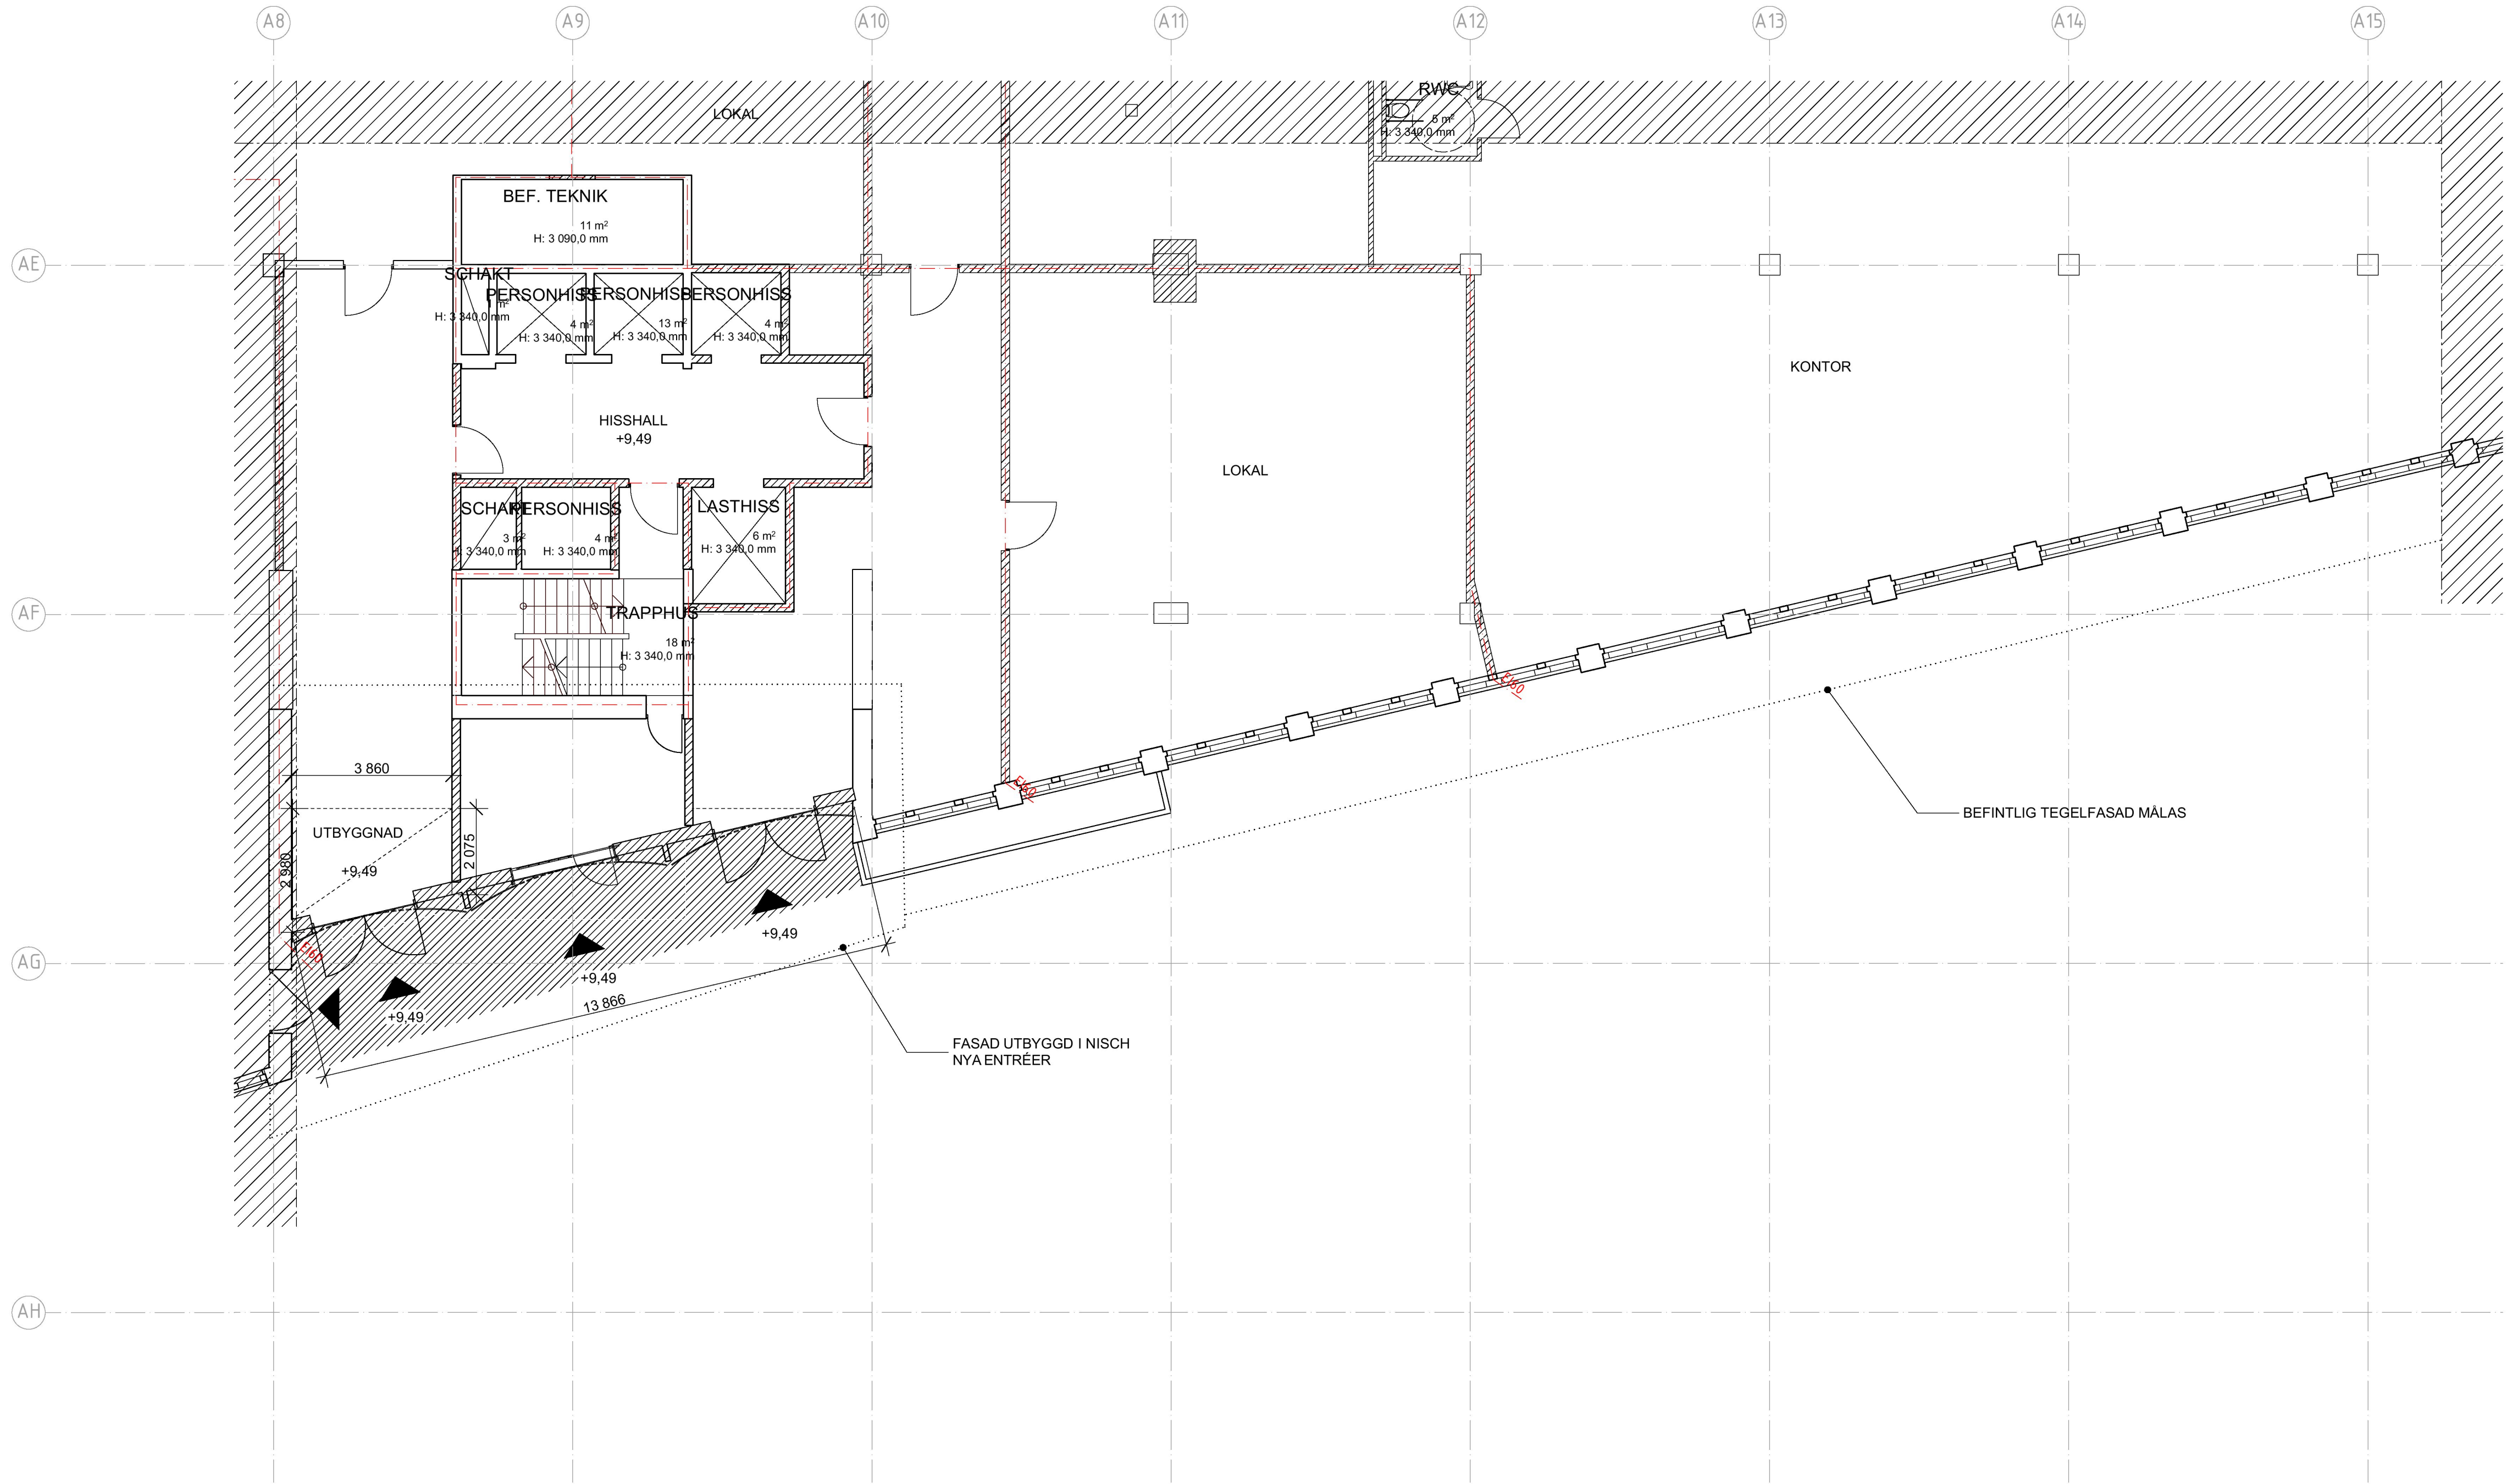 A8
A9
A10
A11
A12
A13
A14
A15
LOKAL
RWC
5 m²
H: 3 340,0 mm
BEF. TEKNIK
11 m²
H: 3 090,0 mm
AE
SCHAKT
m²
H: 3 340,0 mm
PERSONHISS
4 m²
H: 3 340,0 mm
PERSONHISS
13 m²
H: 3 340,0 mm
PERSONHISS
4 m²
H: 3 340,0 mm
KONTOR
HISSHALL
+9,49
LOKAL
SCHAKT
3 m²
H: 3 340,0 mm
PERSONHISS
4 m²
H: 3 340,0 mm
LASTHISS
6 m²
H: 3 340,0 mm
AF
TRAPPHUS
18 m²
H: 3 340,0 mm
EI60
3 860
EI60
BEFINTLIG TEGELFASAD MÅLAS
UTBYGGNAD
+9,49
2 980
2 075
+9,49
EI60
AG
+9,49
+9,49
13 866
FASAD UTBYGGD I NISCH
NYA ENTRÉER
AH